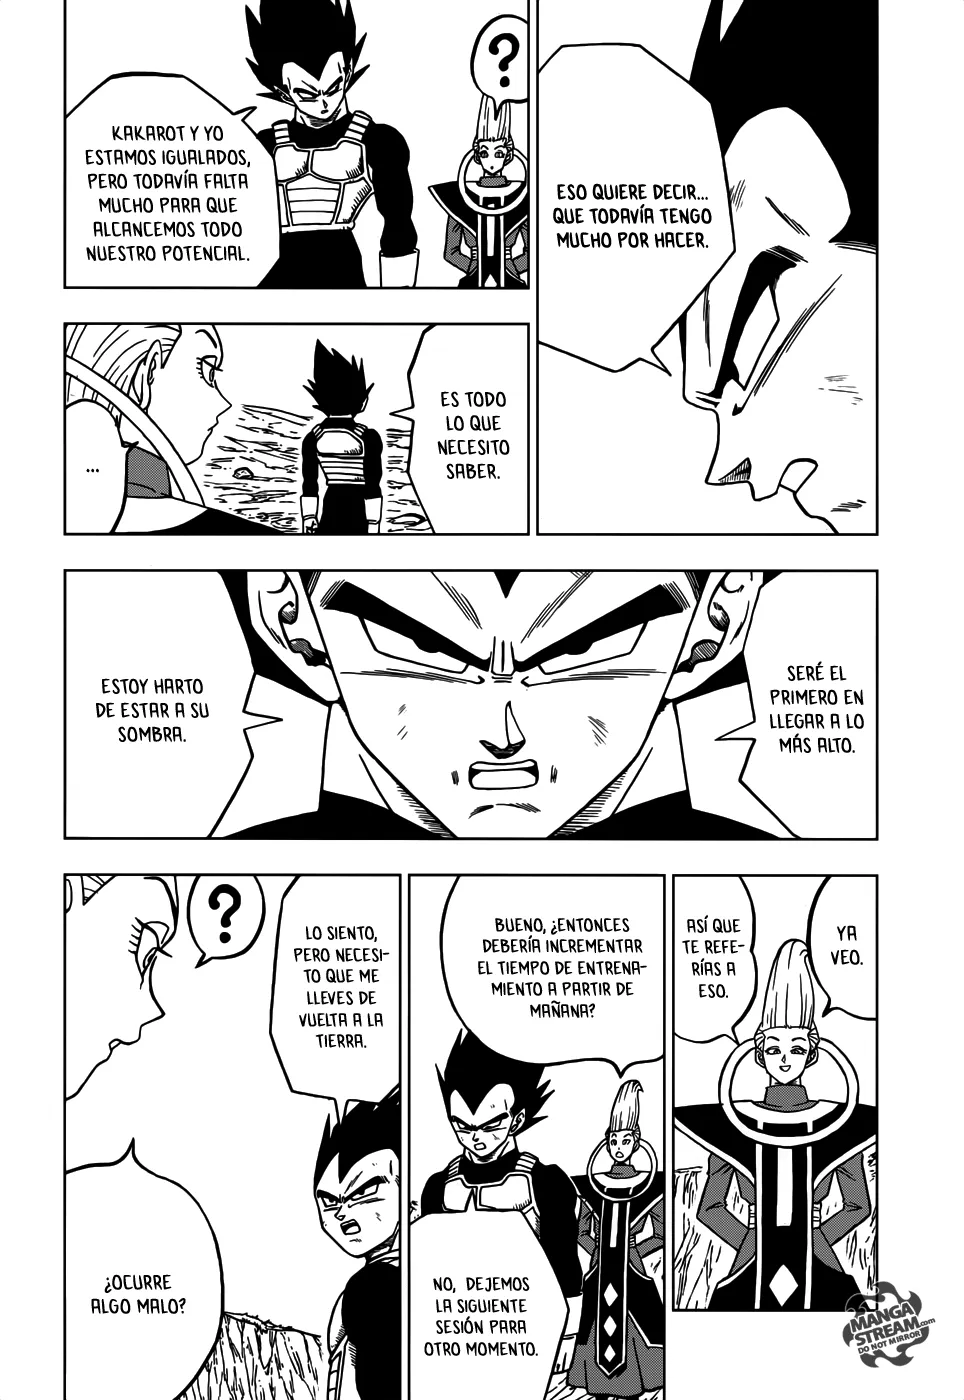 ESO QUIERE DECIR...
QUE TODAVÍA TENGO
MUCHO POR HACER.
?
KAKAROT Y YO
ESTAMOS IGUALADOS,
PERO TODAVÍA FALTA
MUCHO PARA QUE
ALCANCEMOS TODO
NUESTRO POTENCIAL.
ES TODO
LO QUE
NECESITO
SABER.
...
SERÉ EL
PRIMERO EN
LLEGAR A LO
MÁS ALTO.
ESTOY HARTO
DE ESTAR A SU
SOMBRA.
YA
VEO.
ASÍ QUE
TE REFE-
RÍAS A
ESO.
BUENO, ¿ENTONCES
DEBERÍA INCREMENTAR
EL TIEMPO DE ENTRENA-
MIENTO A PARTIR DE
MAÑANA?
NO, DEJEMOS
LA SIGUIENTE
SESIÓN PARA
OTRO MOMENTO.
LO SIENTO,
PERO NECESI-
TO QUE ME
LLEVES DE
VUELTA A LA
TIERRA.
?
¿OCURRE
ALGO MALO?
MANGA
STREAM.com
DO NOT MIRROR